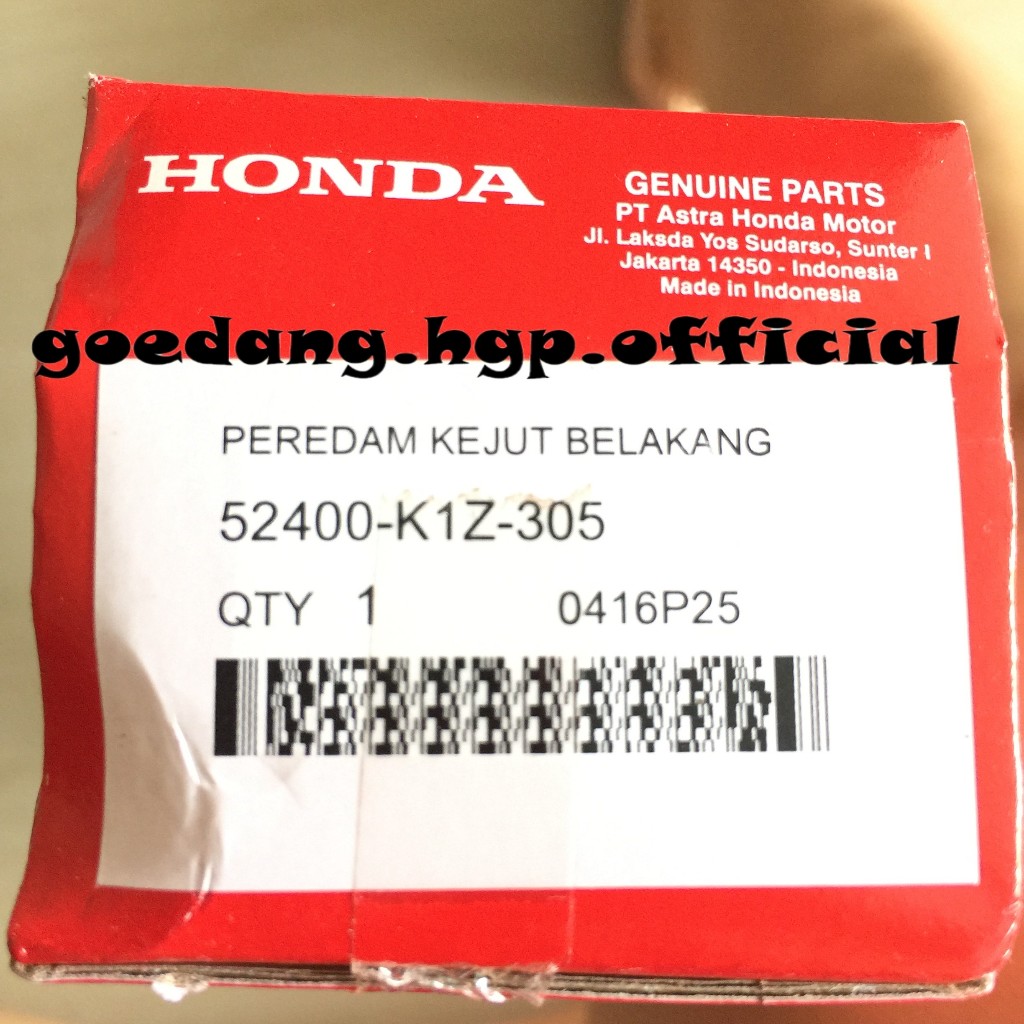 HONDA
GENUINE PARTS
PT Astra Honda Motor
Jl. Laksda Yos Sudarso, Sunter I
Jakarta 14350 - Indonesia
Made in Indonesia
goedang.hgp.official
PEREDAM KEJUT BELAKANG
52400-K1Z-305
QTY 1 0416P25